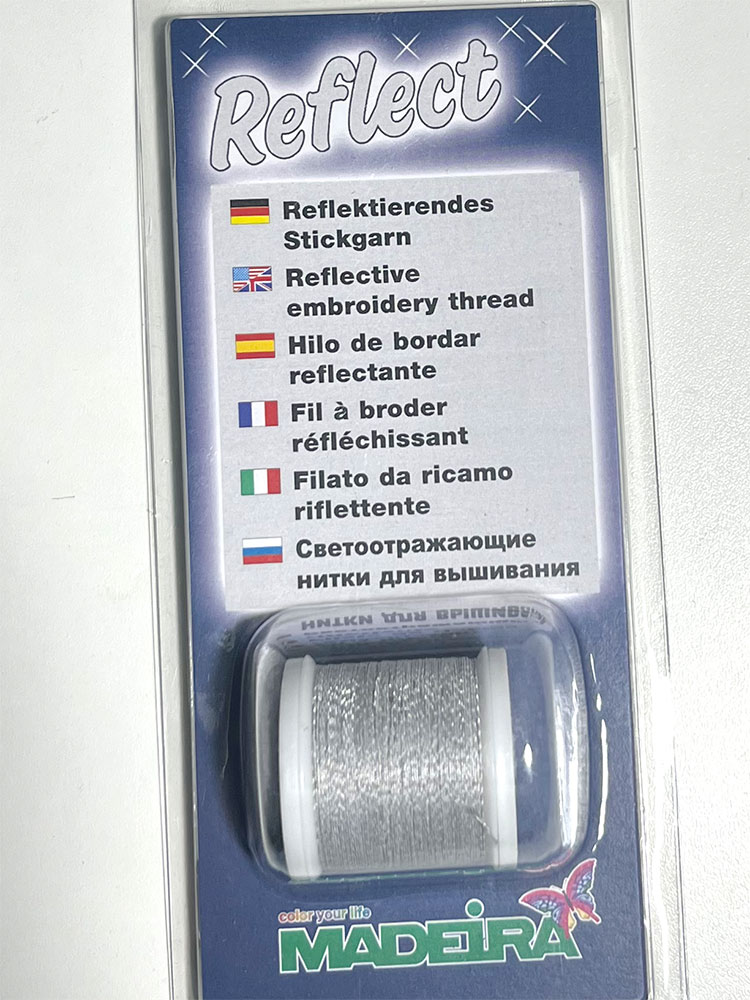 Reflect
Reflektierendes
Stickgarn
Reflective
embroidery thread
Hilo de bordar
reflectante
Fil à broder
réfléchissant
Filato da ricamo
riflettente
Светоотражающие
нитки для вышивания
color your life
MADEiRA